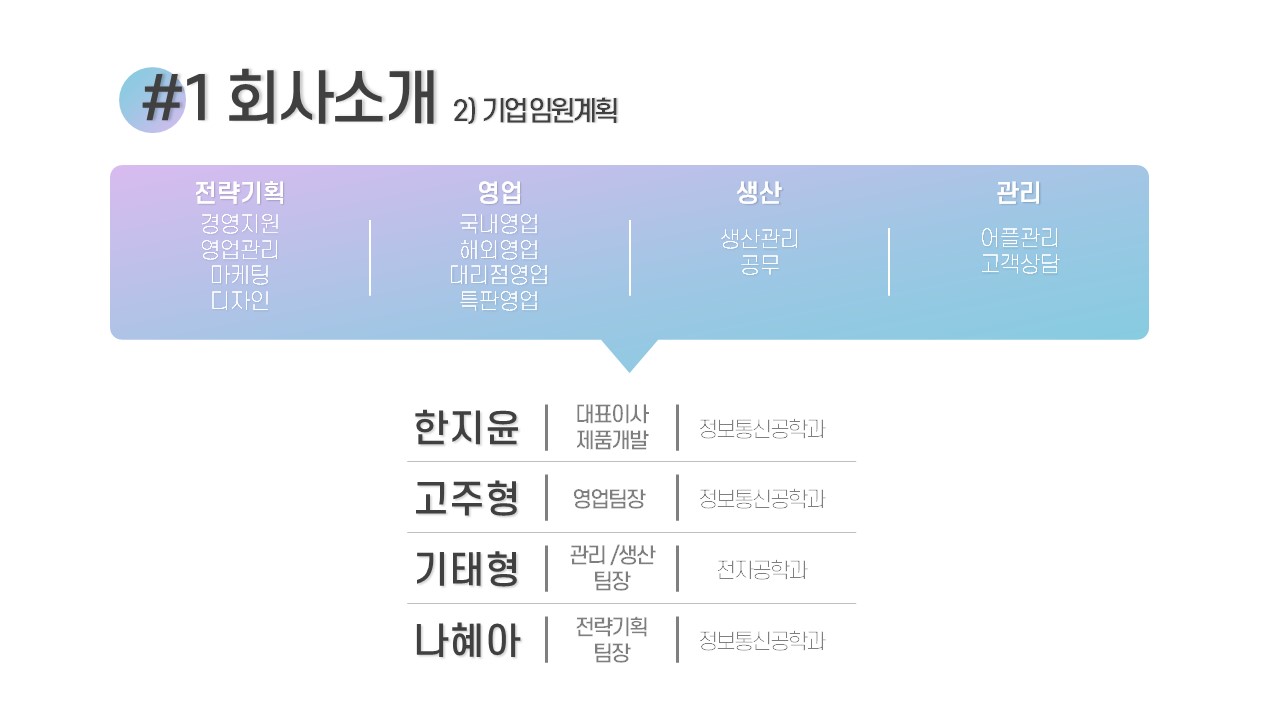 #1 회사소개 2) 기업임원계획
전략기획
경영지원
영업관리
마케팅
디자인
영업
국내영업
해외영업
대리점영업
특판영업
생산
생산관리
공무
관리
어플관리
고객상담
한지윤
대표이사
제품개발
정보통신공학과
고주형
영업팀장
정보통신공학과
기태형
관리 /생산
팀장
전자공학과
나혜아
전략기획
팀장
정보통신공학과